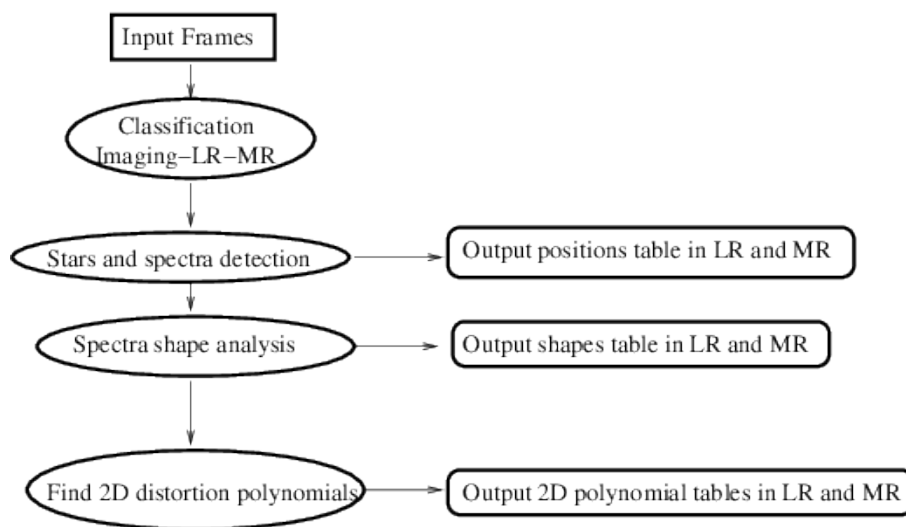 Input Frames
Classification
Imaging–LR–MR
Stars and spectra detection
Output positions table in LR and MR
Spectra shape analysis
Output shapes table in LR and MR
Find 2D distortion polynomials
Output 2D polynomial tables in LR and MR